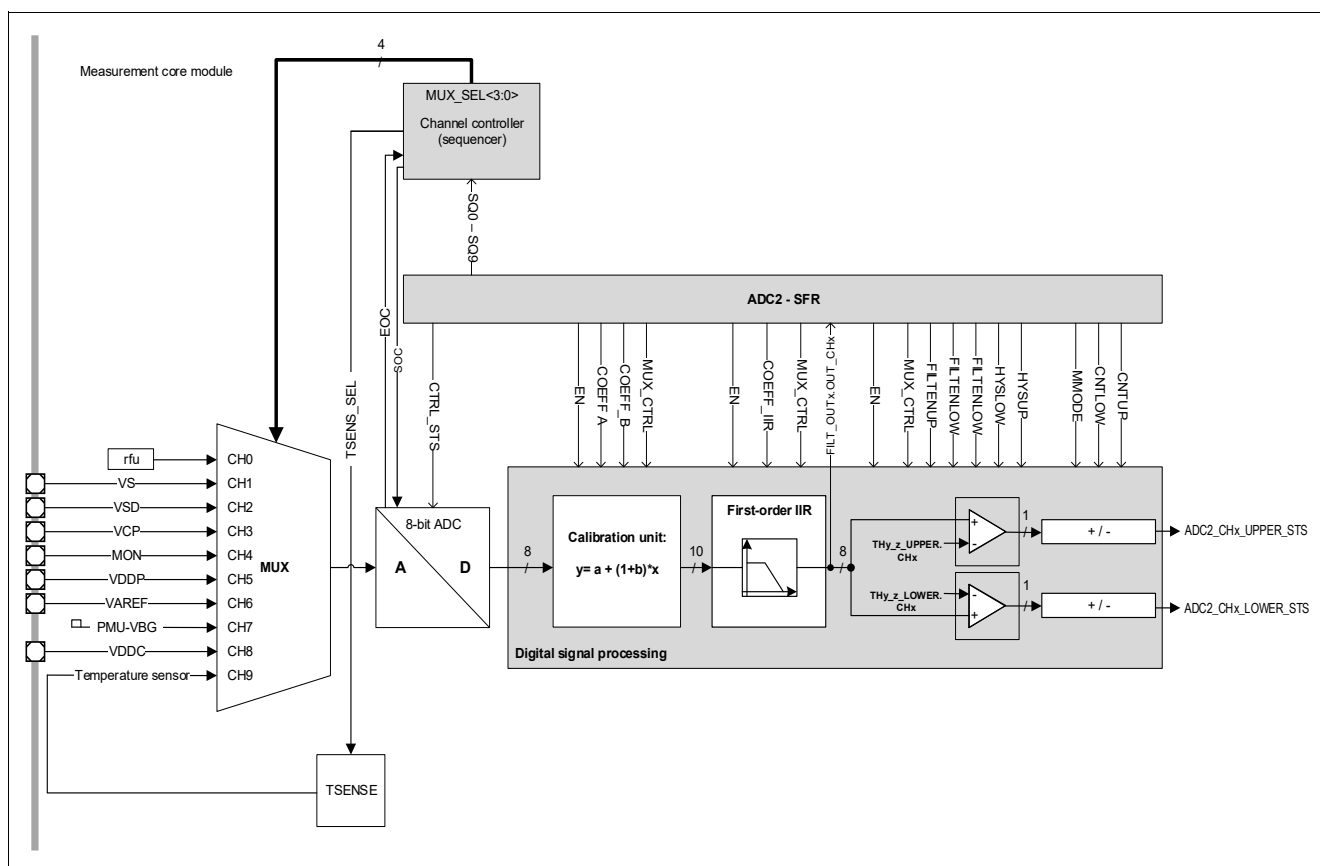 4
Measurement core module
MUX_SEL<3:0>
Channel controller
(sequencer)
SQ0 – SQ9
ADC2 - SFR
EOC
SOC
TSENS_SEL
CTRL_STS
EN
COEFF A
COEFF_B
MUX_CTRL
EN
COEFF_IIR
MUX_CTRL
FILT_OUTx.OUT_CHx
EN
MUX_CTRL
FILTENUP
FILTENLOW
FILTENLOW
HYSLOW
HYSUP
MMODE
CNTLOW
CNTUP
rfu
CH0
VS
CH1
VSD
CH2
VCP
CH3
MON
CH4
VDDP
CH5
VAREF
CH6
PMU-VBG
CH7
VDDC
CH8
Temperature sensor
CH9
MUX
8-bit ADC
A
D
8
Calibration unit:
y= a + (1+b)*x
10
First-order IIR
8
+
-
THy_z_UPPER.
CHx
1
+ / -
ADC2_CHx_UPPER_STS
THy_z_LOWER.
CHx
-
+
1
+ / -
ADC2_CHx_LOWER_STS
Digital signal processing
TSENSE